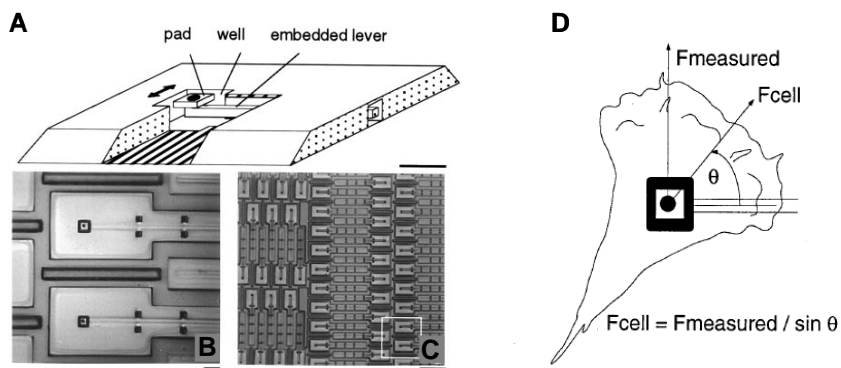 A
pad well embedded lever
B
C
D
Fmeasured
Fcell
θ
Fcell = Fmeasured / sin θ